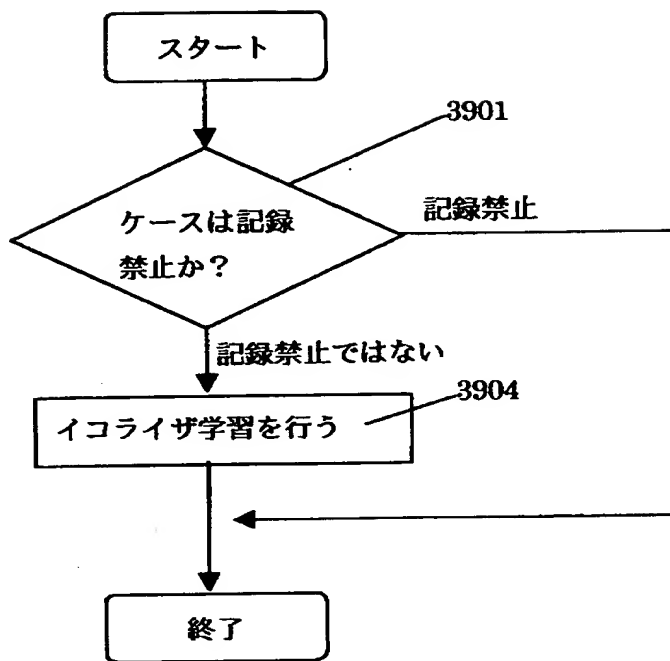 スタート
3901
ケースは記録
禁止か？
記録禁止
記録禁止ではない
3904
イコライザ学習を行う
終了